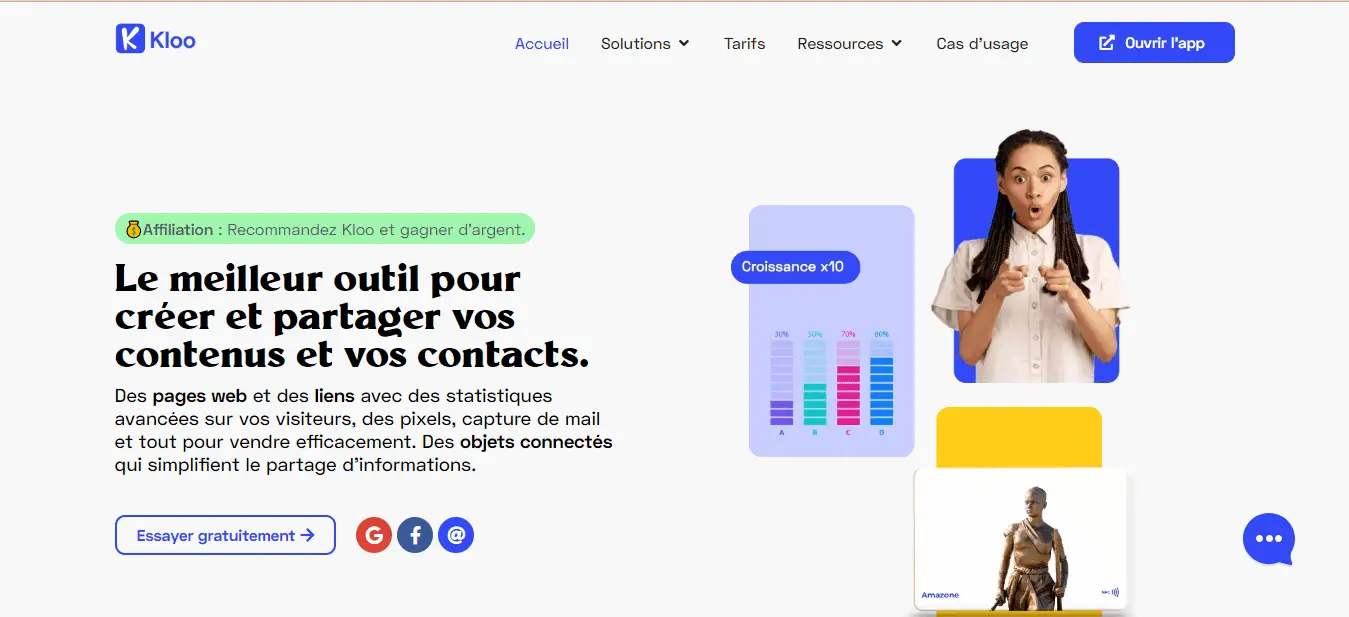 Kloo
Accueil
Solutions
Tarifs
Ressources
Cas d'usage
Ouvrir l'app
Affiliation : Recommandez Kloo et gagner d'argent.
Le meilleur outil pour
créer et partager vos
contenus et vos contacts.
Des pages web et des liens avec des statistiques
avancées sur vos visiteurs, des pixels, capture de mail
et tout pour vendre efficacement. Des objets connectés
qui simplifient le partage d'informations.
Essayer gratuitement →
Croissance x10
30% 50% 70% 80%
A B C D
Amazone
NFC